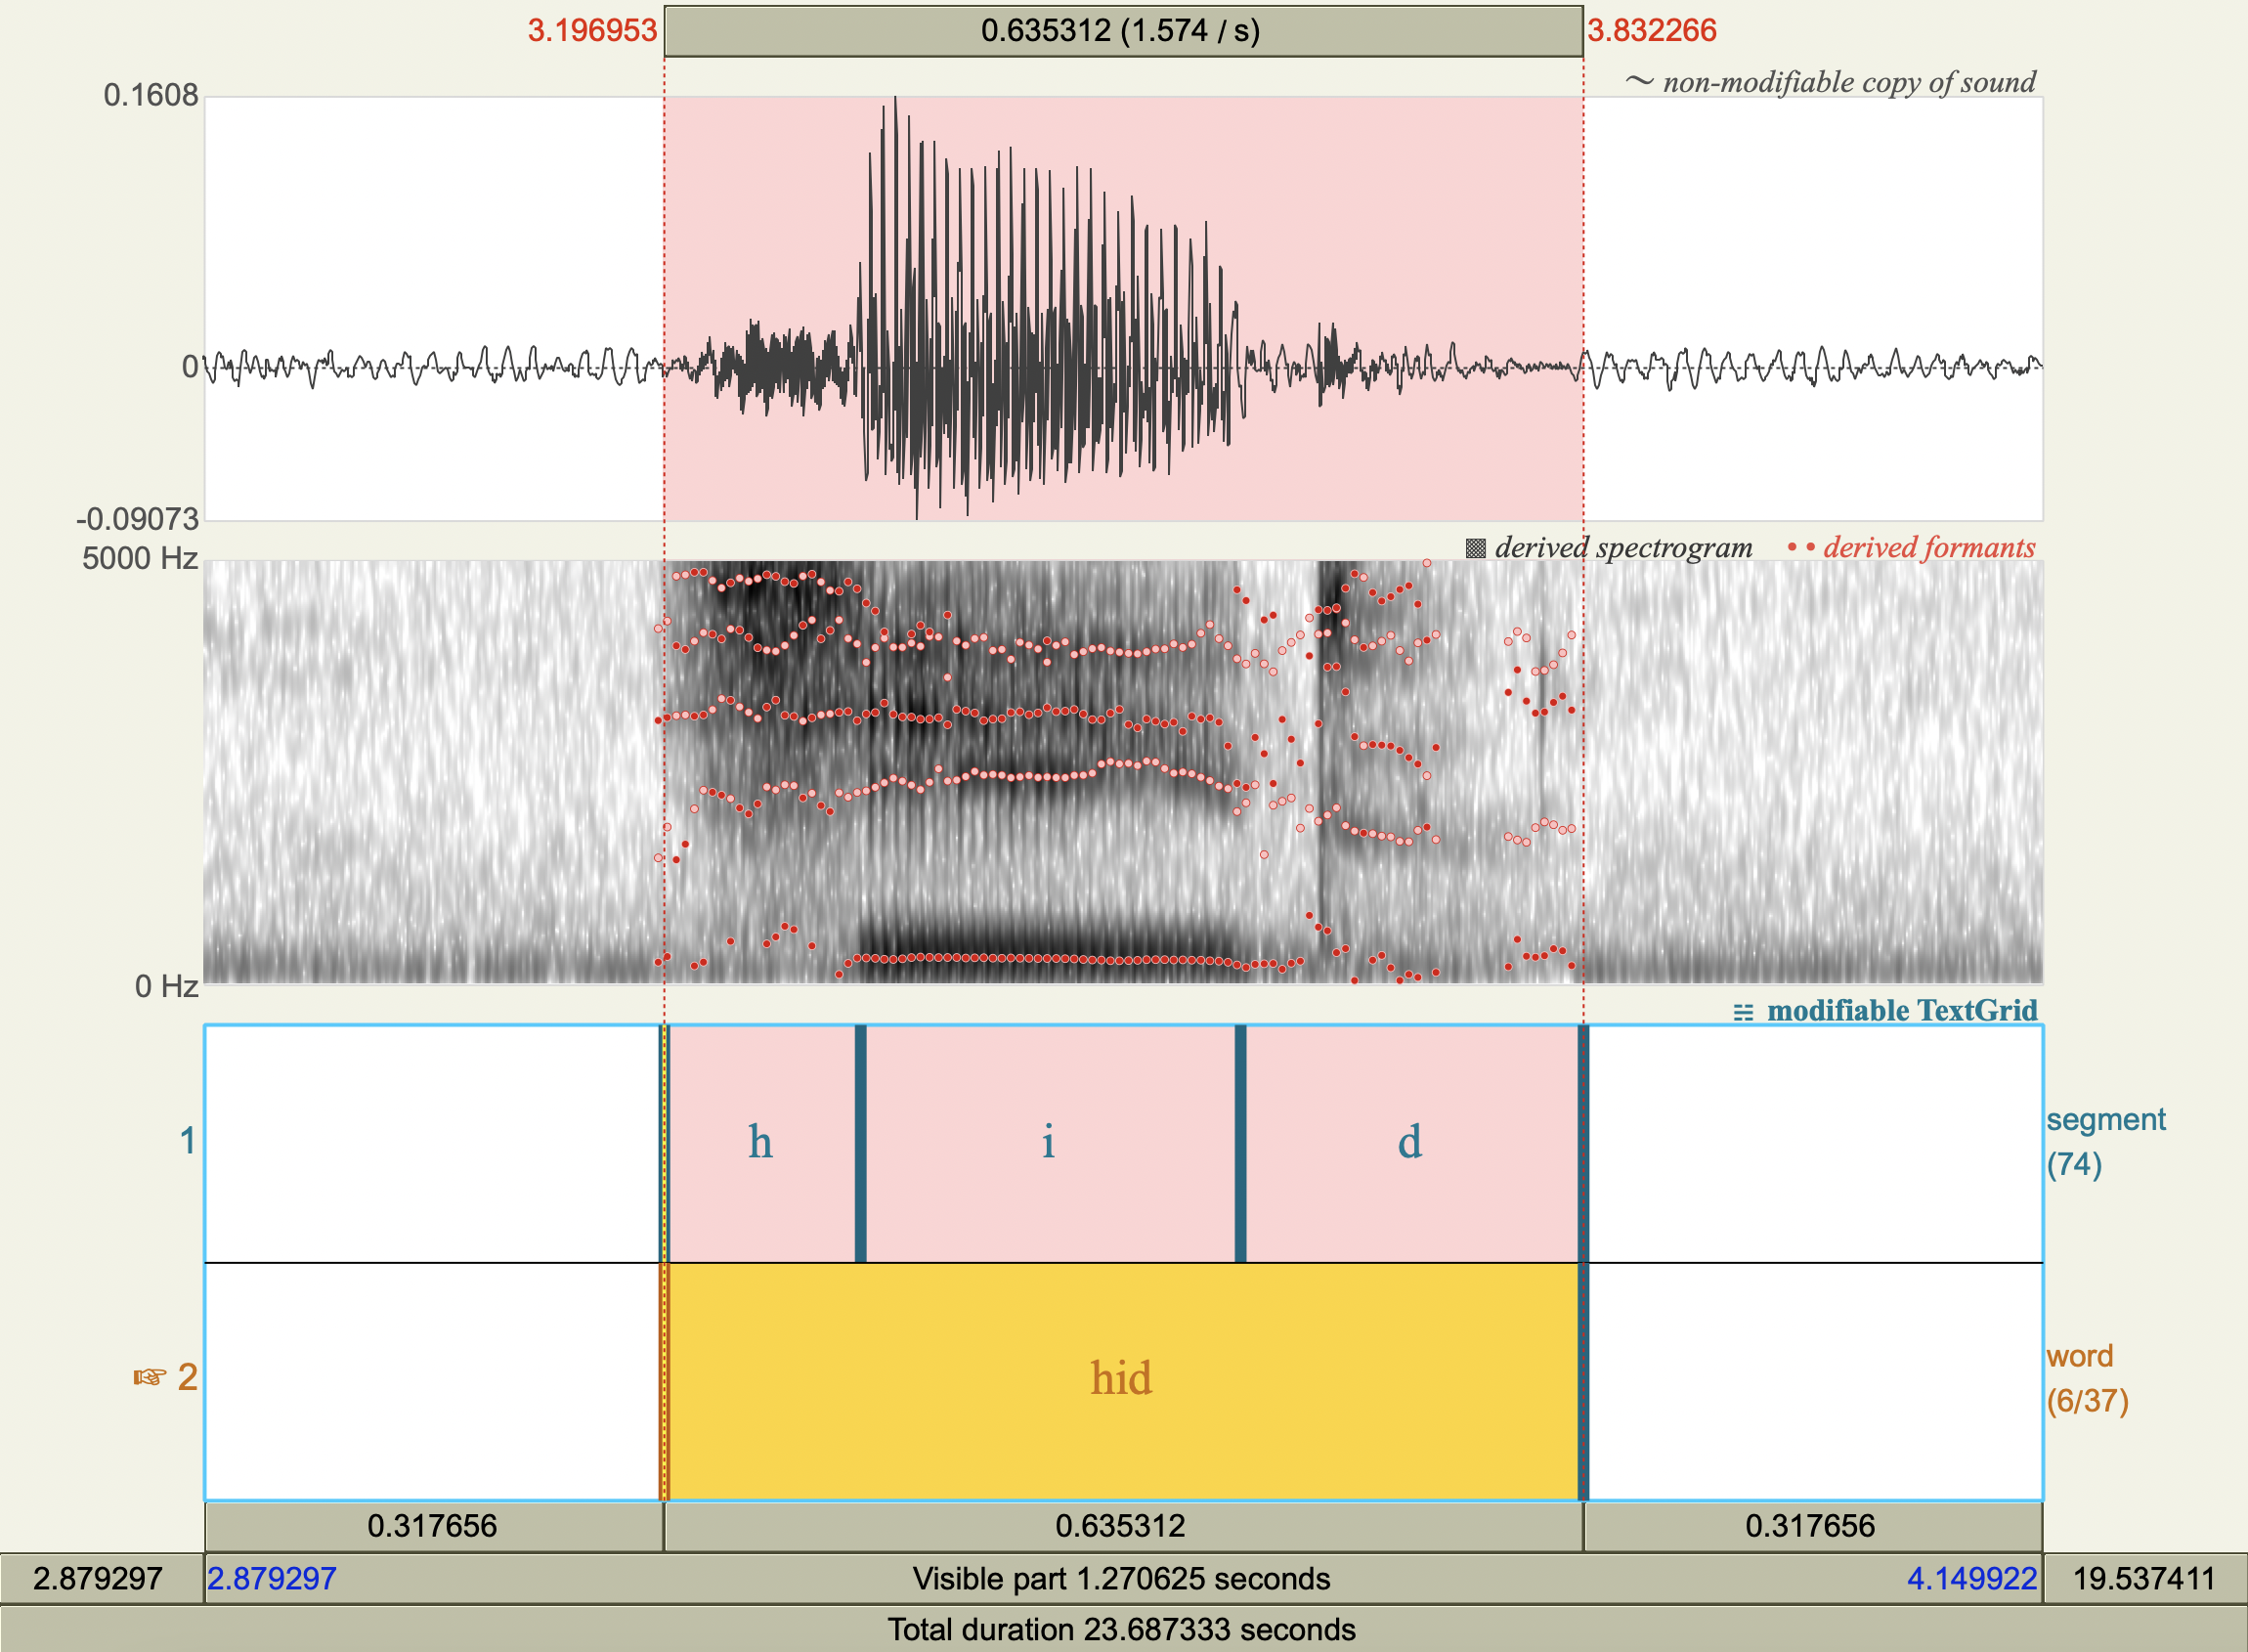 3.196953 0.635312 (1.574 / s) 3.832266
0.1608 ～ non-modifiable copy of sound
0
-0.09073
5000 Hz derived spectrogram •• derived formants
0 Hz
modifiable TextGrid
1 h i d segment
(74)
☞ 2 hid word
(6/37)
0.317656 0.635312 0.317656
2.879297 2.879297 Visible part 1.270625 seconds 4.149922 19.537411
Total duration 23.687333 seconds